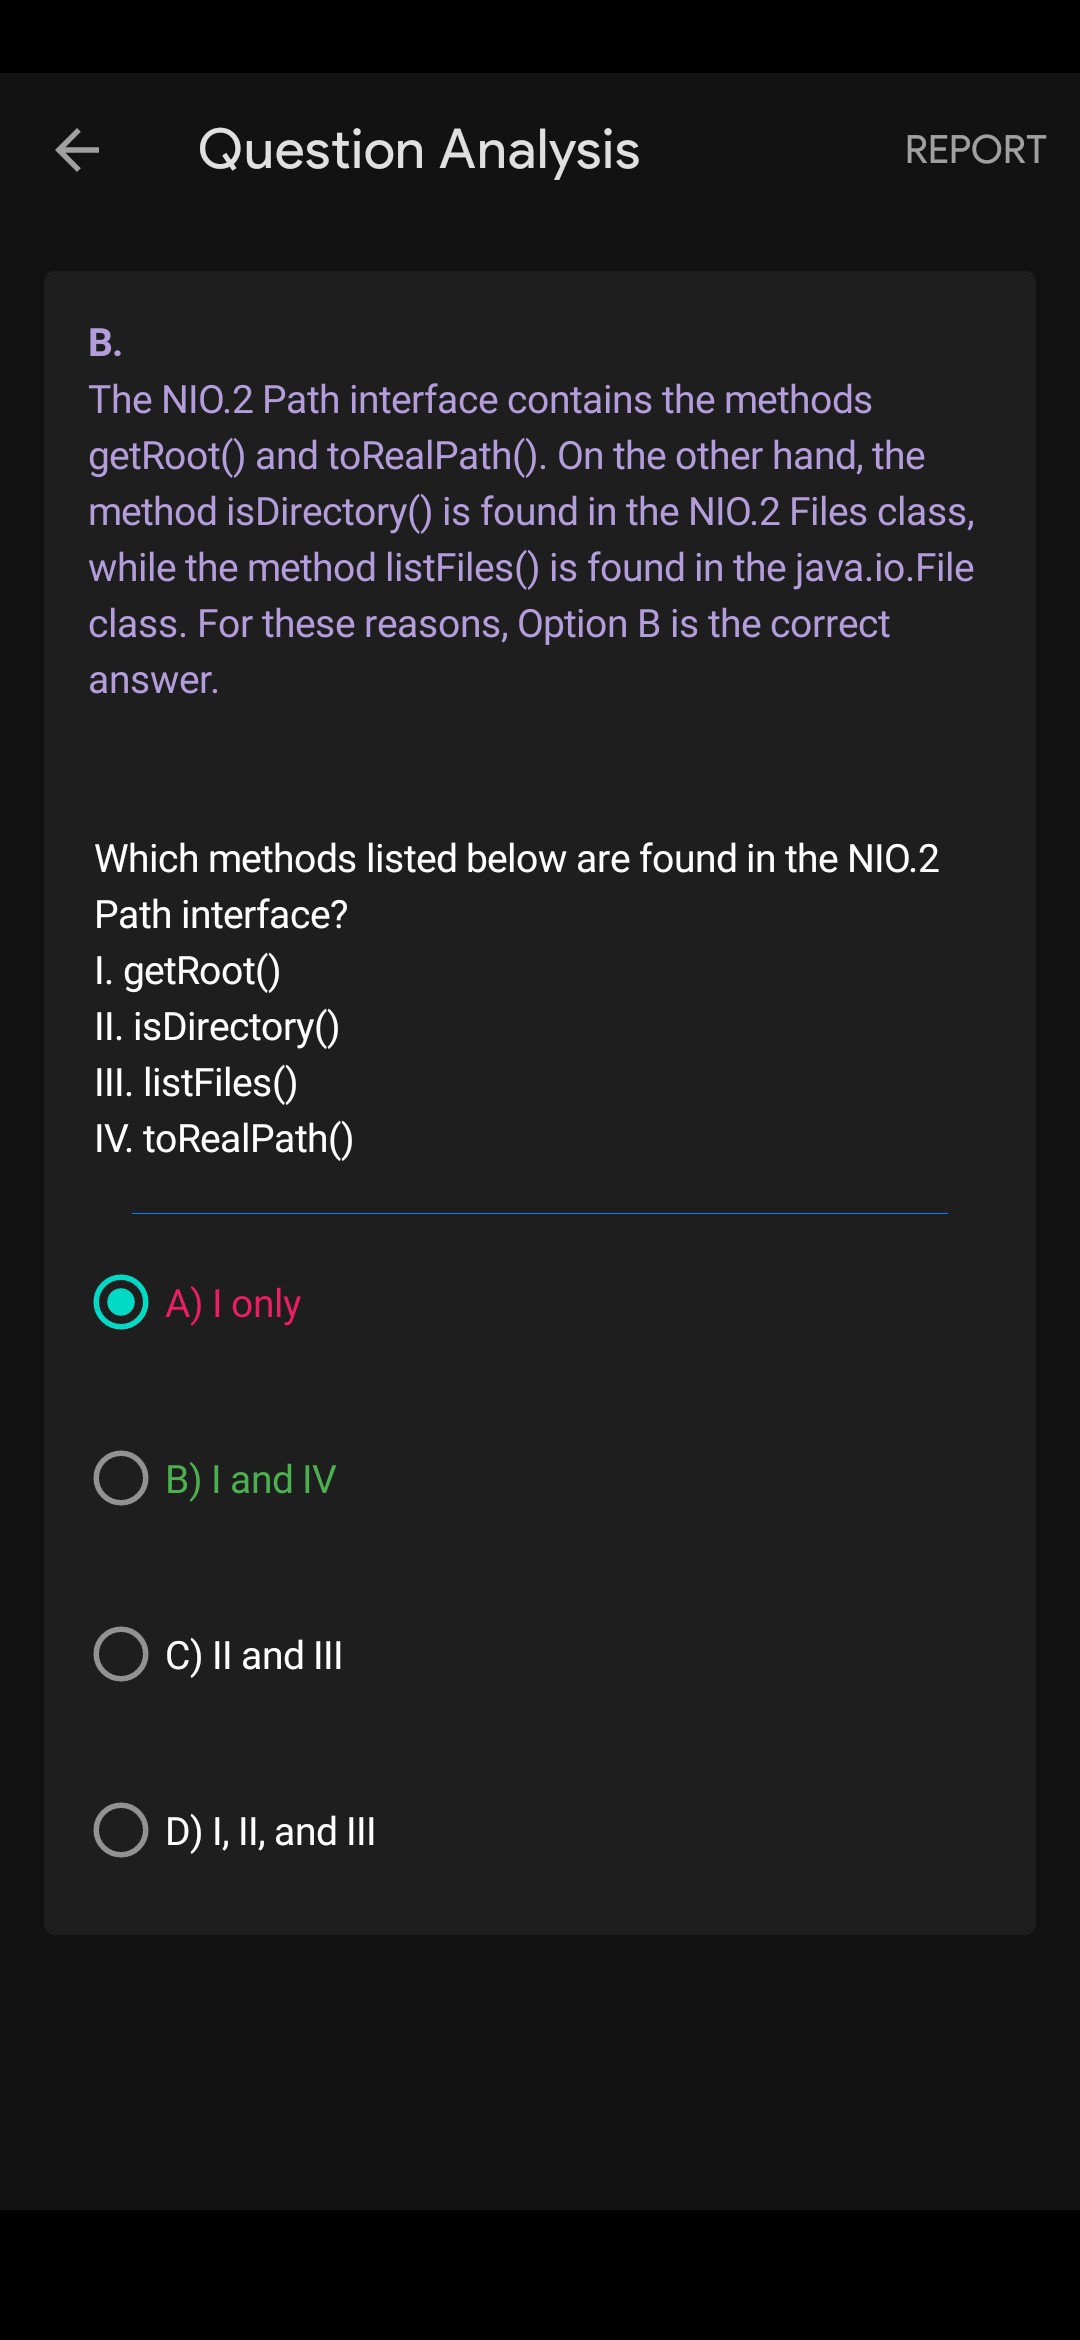 Question Analysis
REPORT
B.
The NIO.2 Path interface contains the methods
getRoot() and toRealPath(). On the other hand, the
method isDirectory() is found in the NIO.2 Files class,
while the method listFiles() is found in the java.io.File
class. For these reasons, Option B is the correct
answer.
Which methods listed below are found in the NIO.2
Path interface?
I. getRoot()
II. isDirectory()
III. listFiles()
IV. toRealPath()
A) I only
B) I and IV
C) II and III
D) I, II, and III